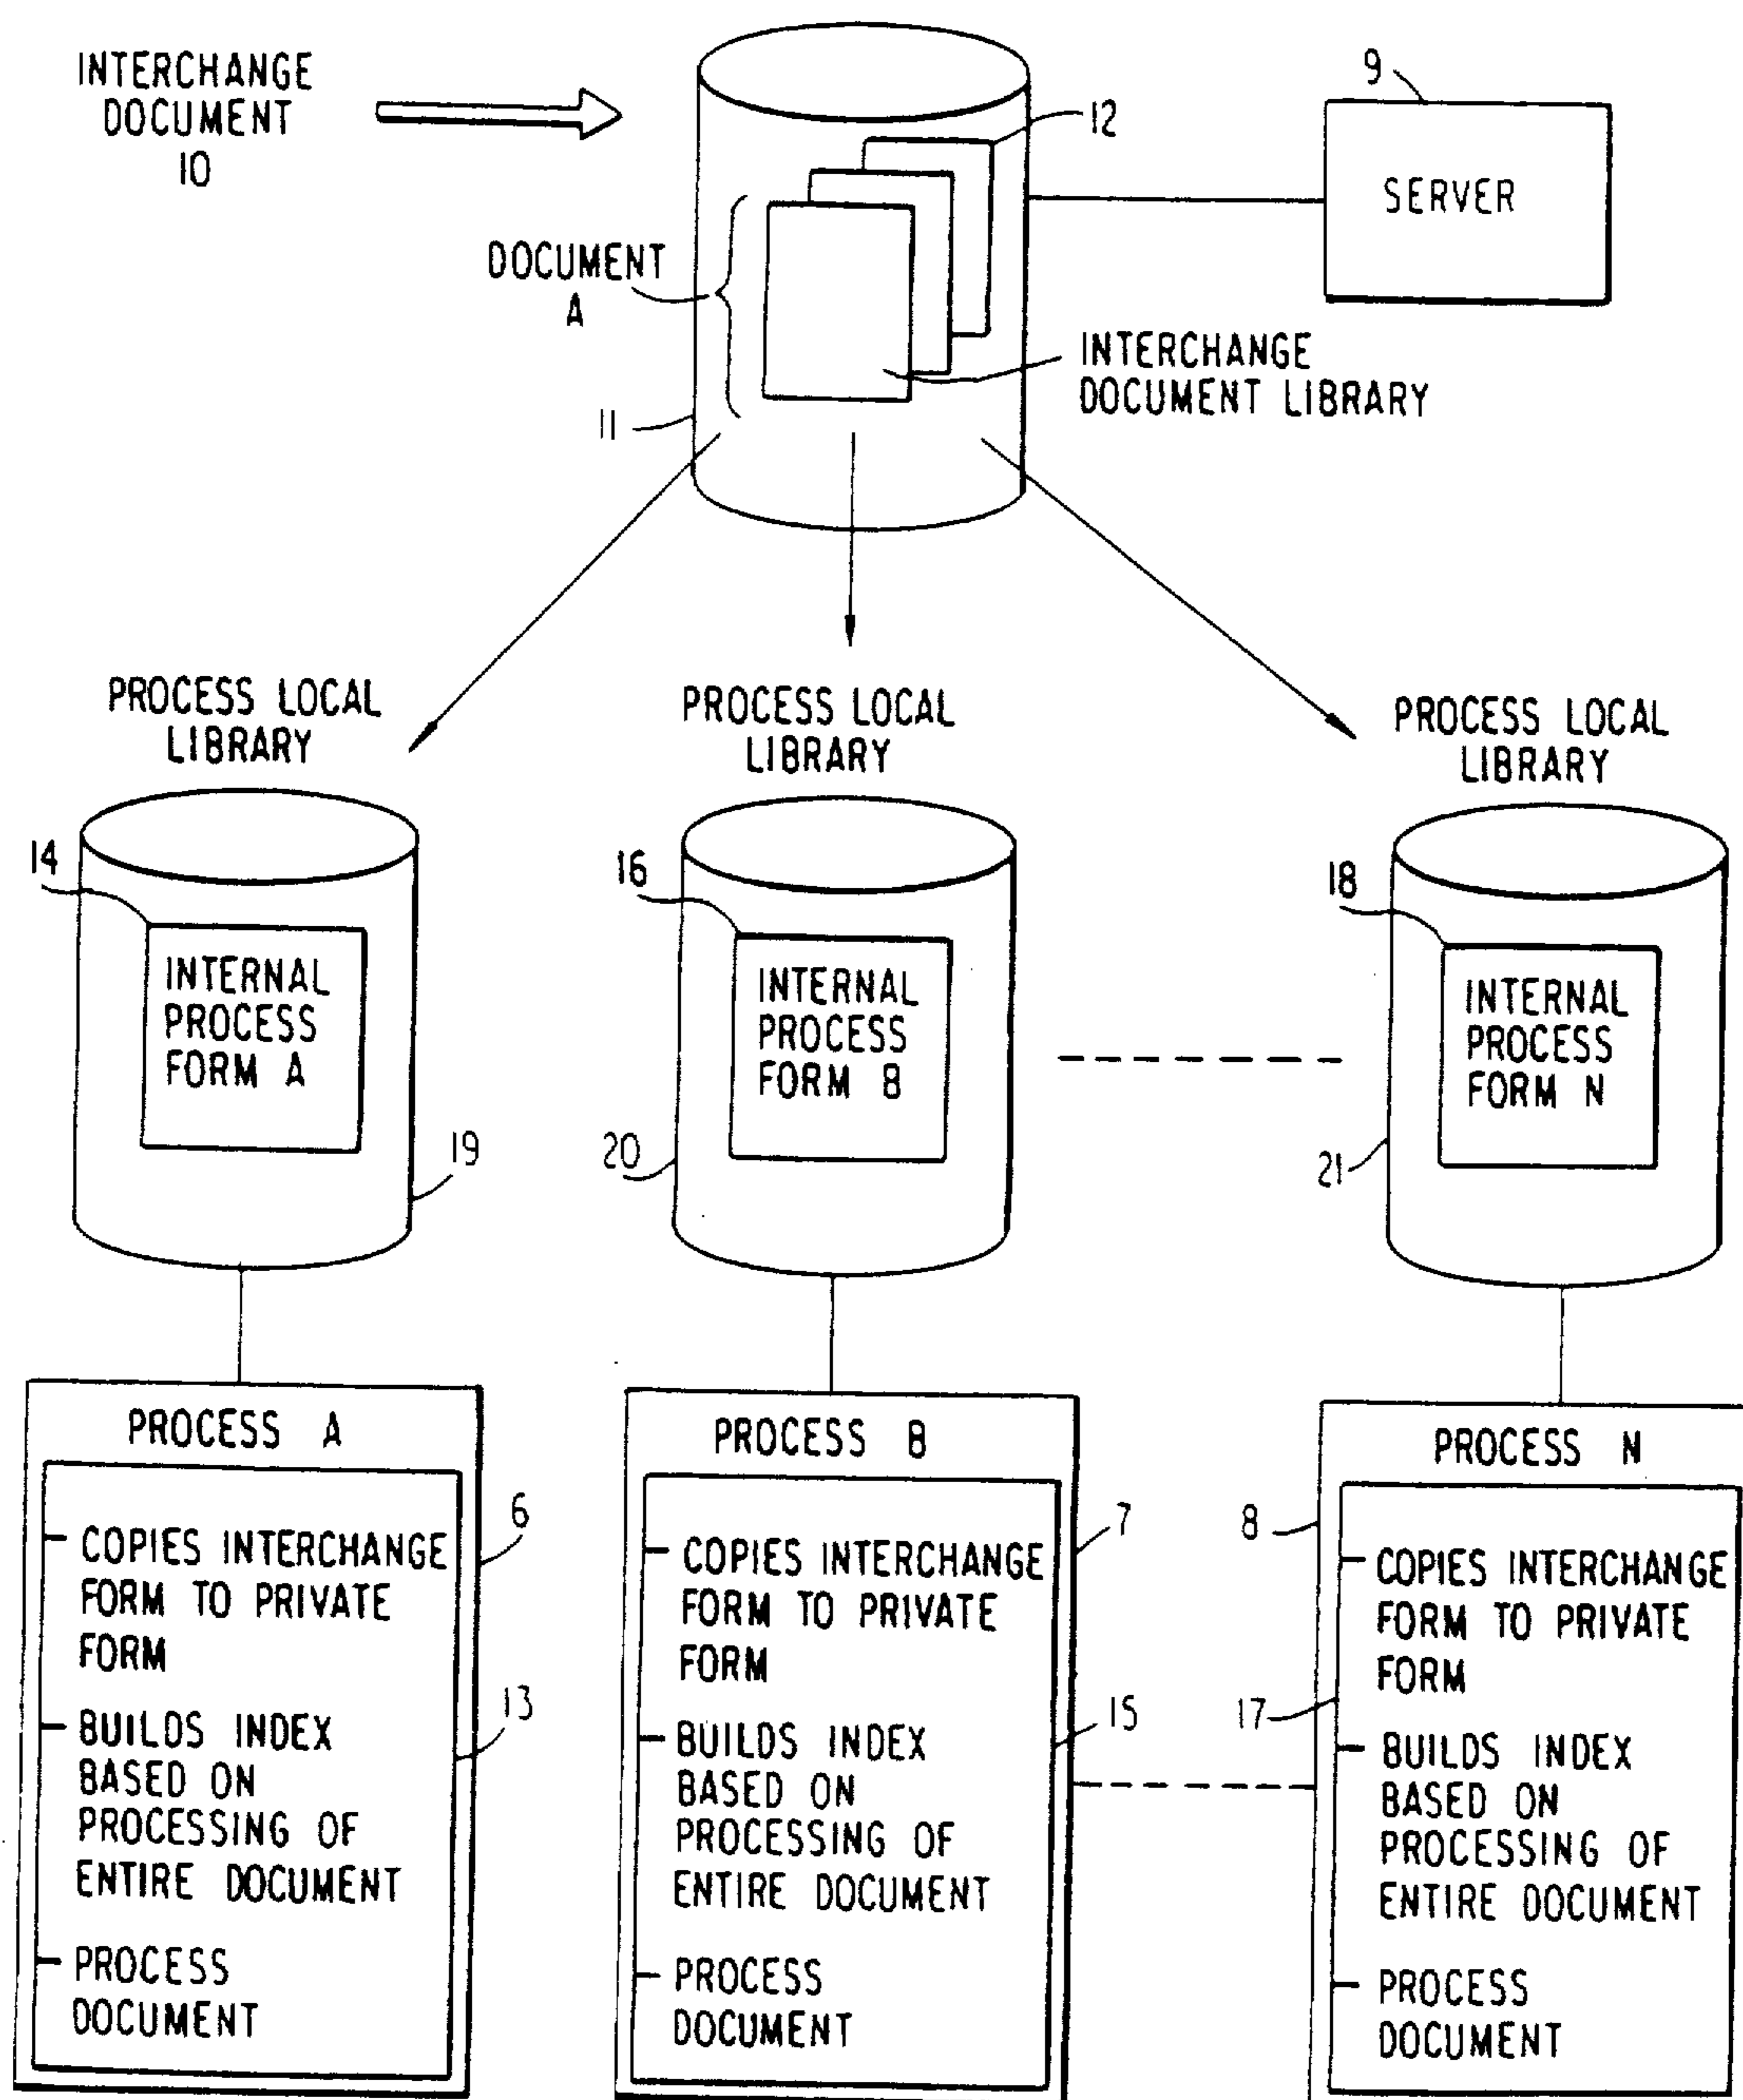 INTERCHANGE
DOCUMENT
10
12
9
SERVER
DOCUMENT
A
INTERCHANGE
DOCUMENT LIBRARY
11
PROCESS LOCAL
LIBRARY
PROCESS LOCAL
LIBRARY
PROCESS LOCAL
LIBRARY
14
INTERNAL
PROCESS
FORM A
19
16
INTERNAL
PROCESS
FORM B
20
18
INTERNAL
PROCESS
FORM N
21
PROCESS A
6
COPIES INTERCHANGE
FORM TO PRIVATE
FORM
13
BUILDS INDEX
BASED ON
PROCESSING OF
ENTIRE DOCUMENT
PROCESS
DOCUMENT
PROCESS B
7
COPIES INTERCHANGE
FORM TO PRIVATE
FORM
15
BUILDS INDEX
BASED ON
PROCESSING OF
ENTIRE DOCUMENT
PROCESS
DOCUMENT
PROCESS N
8
COPIES INTERCHANGE
FORM TO PRIVATE
FORM
17
BUILDS INDEX
BASED ON
PROCESSING OF
ENTIRE DOCUMENT
PROCESS
DOCUMENT